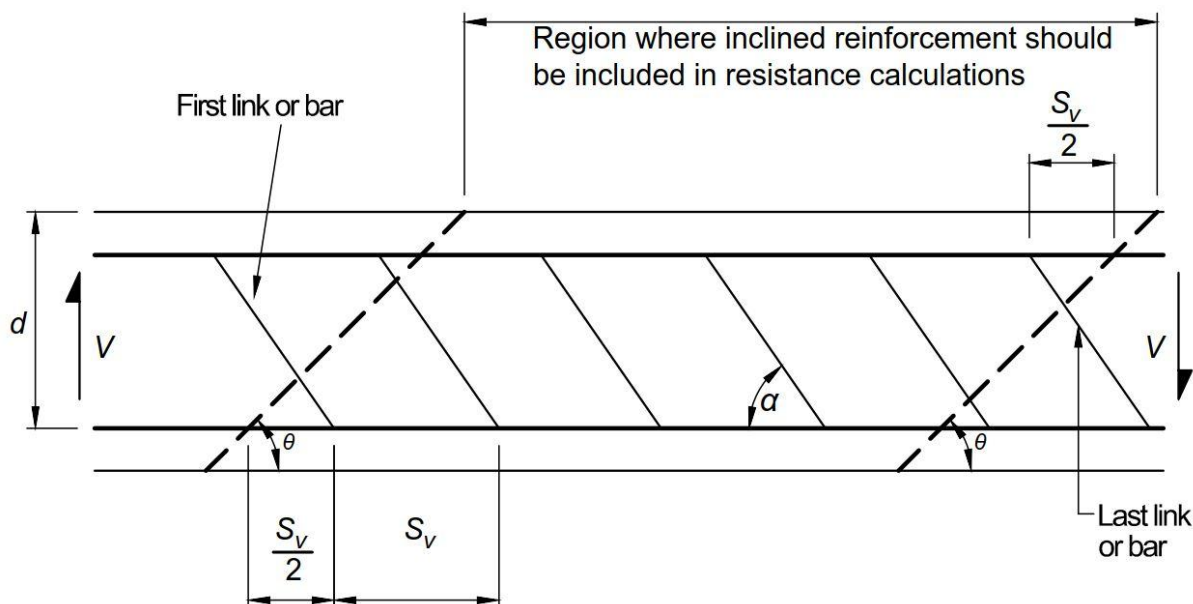 Region where inclined reinforcement should
be included in resistance calculations
First link or bar
S_v
2
d
V
V
α
θ
θ
S_v
2
S_v
Last link
or bar